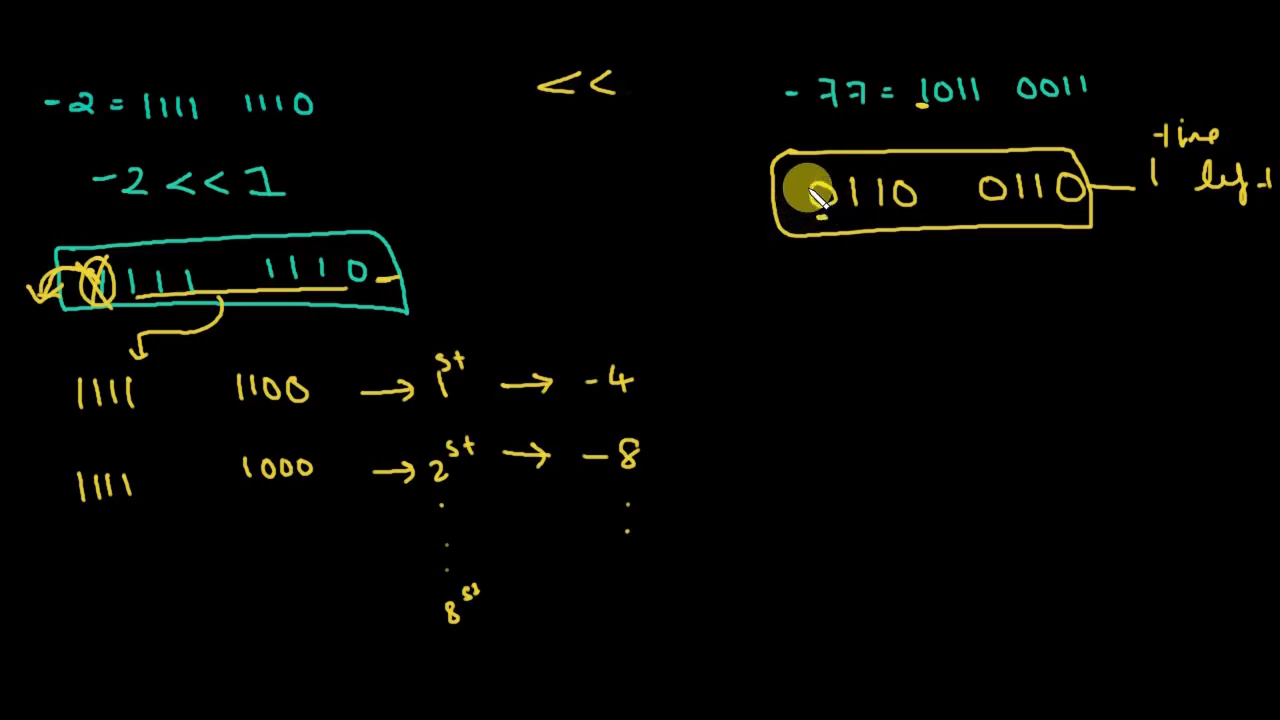 <<
-2 = 1111 1110
-2 << 1
1111 1110
1111 1100 → 1st → -4
1111 1000 → 2st → -8
8st
-77 = 1011 0011
0110 0110
1